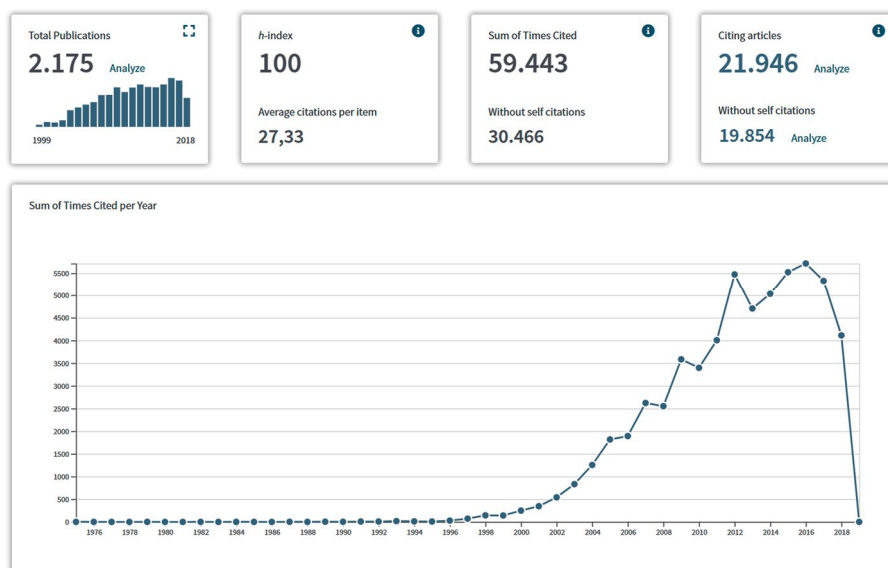 Total Publications
2.175 Analyze
1999 2018
h-index
100
Average citations per item
27,33
Sum of Times Cited
59.443
Without self citations
30.466
Citing articles
21.946 Analyze
Without self citations
19.854 Analyze
Sum of Times Cited per Year
5500
5000
4500
4000
3500
3000
2500
2000
1500
1000
500
0
1976 1978 1980 1982 1984 1986 1988 1990 1992 1994 1996 1998 2000 2002 2004 2006 2008 2010 2012 2014 2016 2018